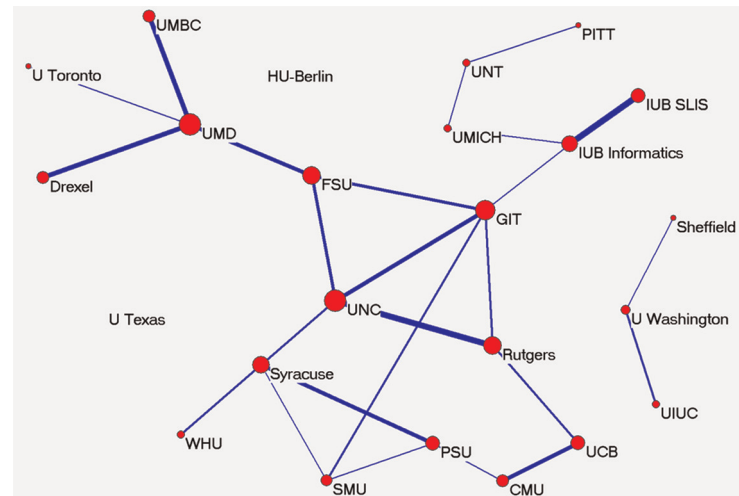 UMBC
PITT
U Toronto
HU-Berlin
UNT
IUB SLIS
UMD
UMICH
IUB Informatics
Drexel
FSU
GIT
Sheffield
UNC
U Texas
U Washington
Rutgers
Syracuse
UIUC
WHU
PSU
UCB
SMU
CMU